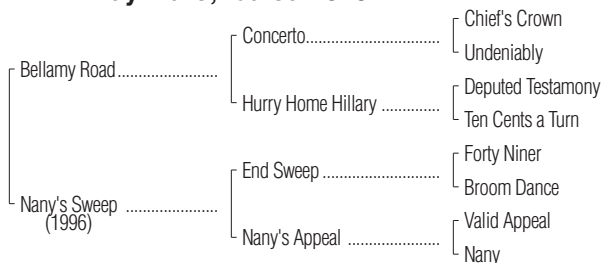 Chief's Crown
Concerto
Undeniably
Bellamy Road
Deputed Testamony
Hurry Home Hillary
Ten Cents a Turn
Forty Niner
End Sweep
Broom Dance
Nany's Sweep
(1996)
Valid Appeal
Nany's Appeal
Nany